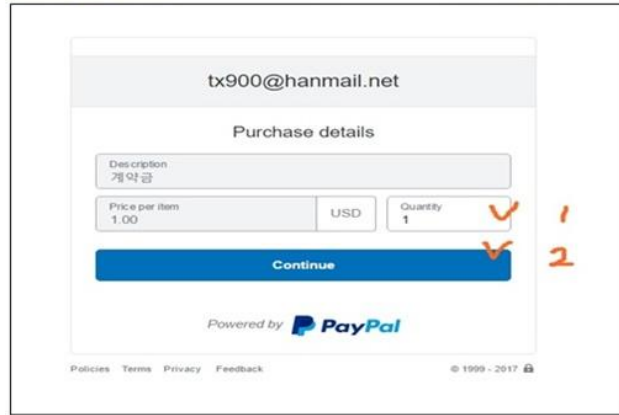 tx900@hanmail.net
Purchase details
Description
계약금
Price per item
1.00
USD
Quantity
1
V 1
Continue
V 2
Powered by PayPal
Policies Terms Privacy Feedback
© 1999 - 2017